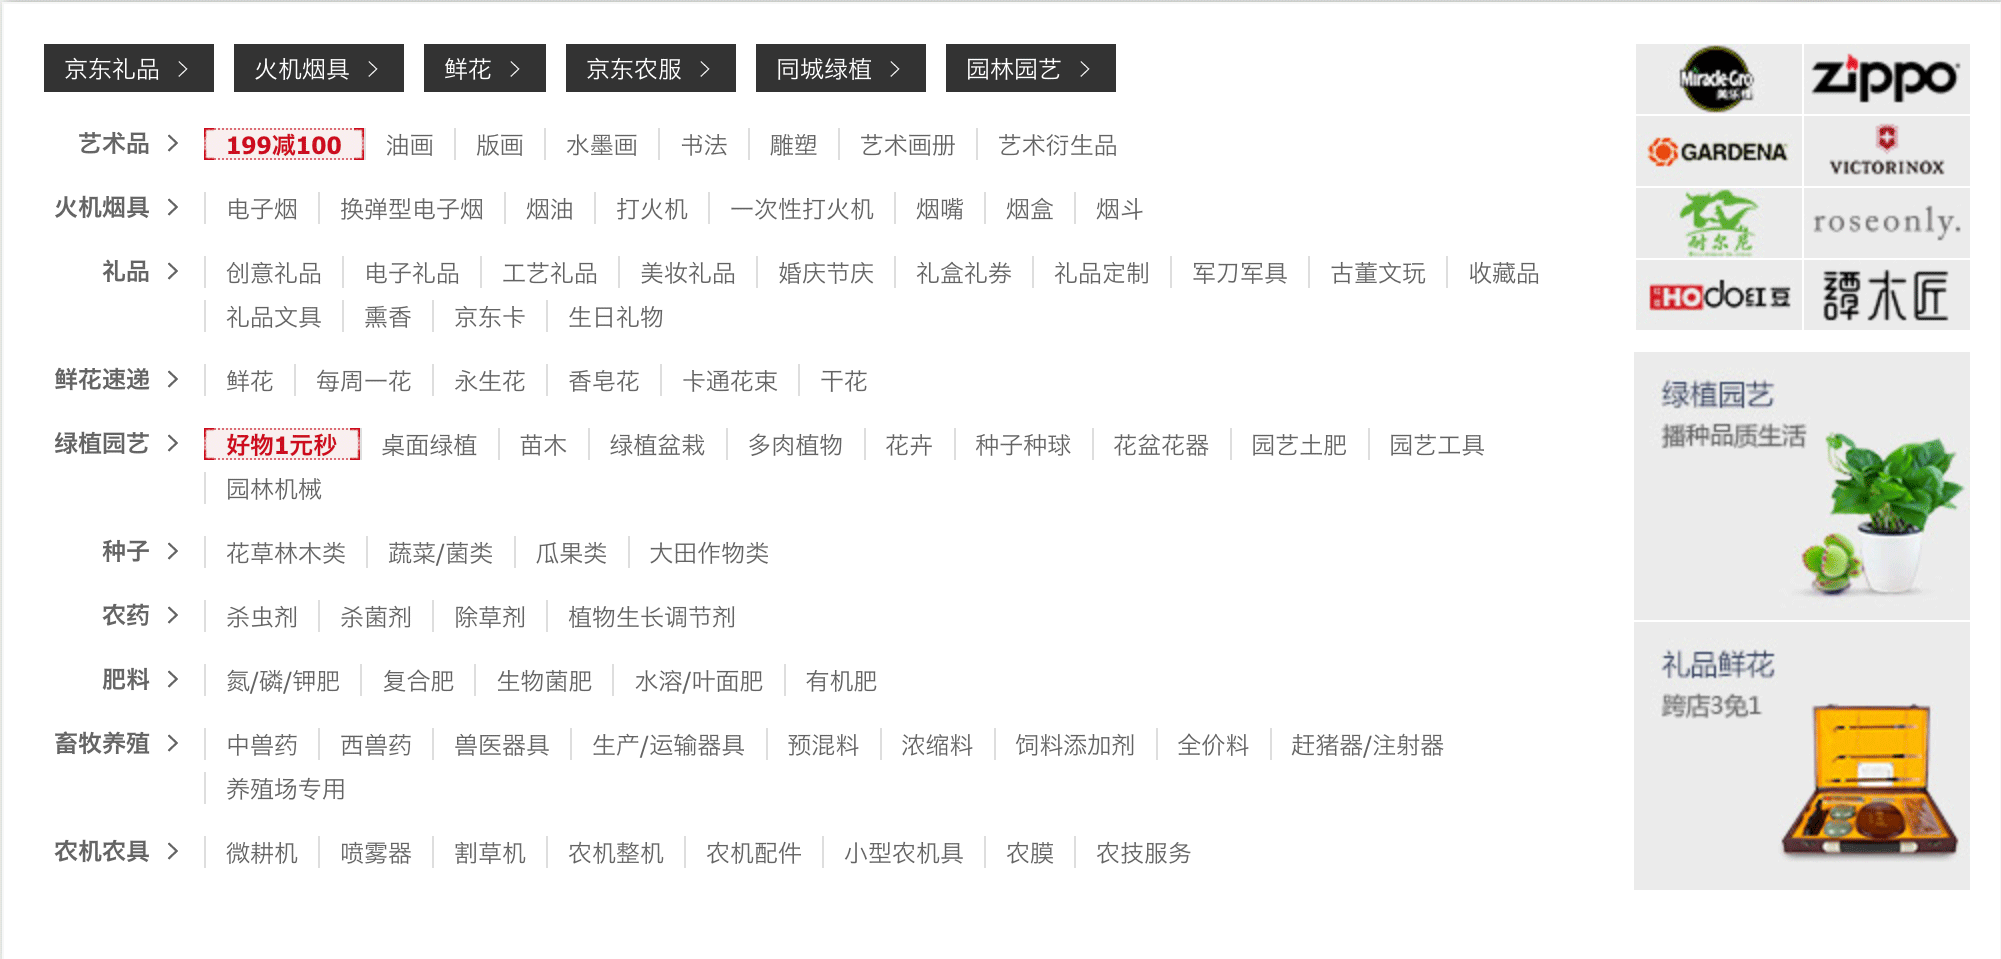 京东礼品 火机烟具 鲜花 京东农服 同城绿植 园林园艺
艺术品 199减100 油画 版画 水墨画 书法 雕塑 艺术画册 艺术衍生品
火机烟具 电子烟 换弹型电子烟 烟油 打火机 一次性打火机 烟嘴 烟盒 烟斗
礼品 创意礼品 电子礼品 工艺礼品 美妆礼品 婚庆节庆 礼盒礼券 礼品定制 军刀军具 古董文玩 收藏品
礼品文具 熏香 京东卡 生日礼物
鲜花速递 鲜花 每周一花 永生花 香皂花 卡通花束 干花
绿植园艺 好物1元秒 桌面绿植 苗木 绿植盆栽 多肉植物 花卉 种子种球 花盆花器 园艺土肥 园艺工具
园林机械
种子 花草林木类 蔬菜/菌类 瓜果类 大田作物类
农药 杀虫剂 杀菌剂 除草剂 植物生长调节剂
肥料 氮/磷/钾肥 复合肥 生物菌肥 水溶/叶面肥 有机肥
畜牧养殖 中兽药 西兽药 兽医器具 生产/运输器具 预混料 浓缩料 饲料添加剂 全价料 赶猪器/注射器
养殖场专用
农机农具 微耕机 喷雾器 割草机 农机整机 农机配件 小型农机具 农膜 农技服务
Miracle-Gro
zippo
GARDENA
VICTORINOX
耐尔尼
roseonly.
HOdo红豆
譚木匠
绿植园艺
播种品质生活
礼品鲜花
跨店3免1